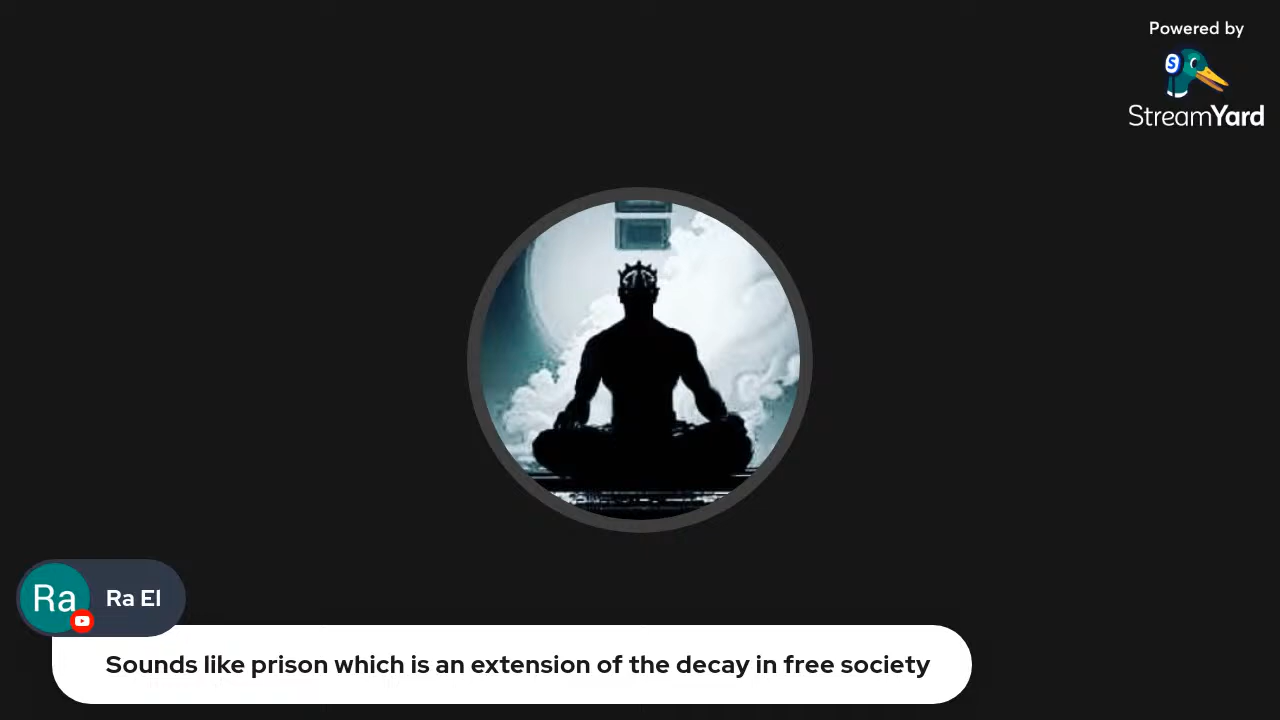 Powered by
S
StreamYard
Ra
Ra El
Sounds like prison which is an extension of the decay in free society